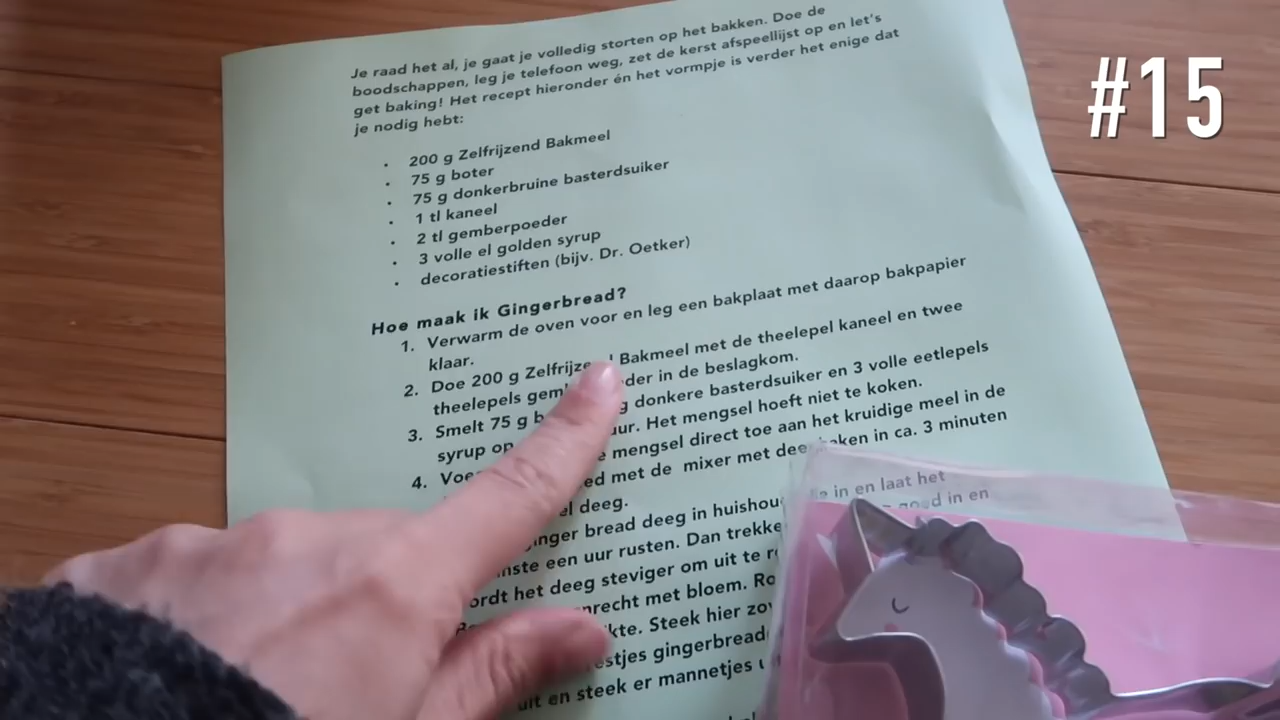 #15
Je raad het al, je gaat je volledig storten op het bakken. Doe de
boodschappen, leg je telefoon weg, zet de kerst afspeellijst op en let's
get baking! Het recept hieronder én het vormpje is verder het enige dat
je nodig hebt:
• 200 g Zelfrijzend Bakmeel
• 75 g boter
• 75 g donkerbruine basterdsuiker
• 1 tl kaneel
• 2 tl gemberpoeder
• 3 volle el golden syrup
• decoratiestiften (bijv. Dr. Oetker)
Hoe maak ik Gingerbread?
1. Verwarm de oven voor en leg een bakplaat met daarop bakpapier
klaar.
2. Doe 200 g Zelfrijzend Bakmeel met de theelepel kaneel en twee
theelepels gem der in de beslagkom.
3. Smelt 75 g b g donkere basterdsuiker en 3 volle eetlepels
syrup op uur. Het mengsel hoeft niet te koken.
4. Voe mengsel direct toe aan het kruidige meel in de
ed met de mixer met deeghaken in ca. 3 minuten
el deeg.
inger bread deeg in huishou e in en laat het
nste een uur rusten. Dan trekke goed in en
ordt het deeg steviger om uit te r
nrecht met bloem. Ro
kte. Steek hier zov
estjes gingerbread
uit en steek er mannetjes